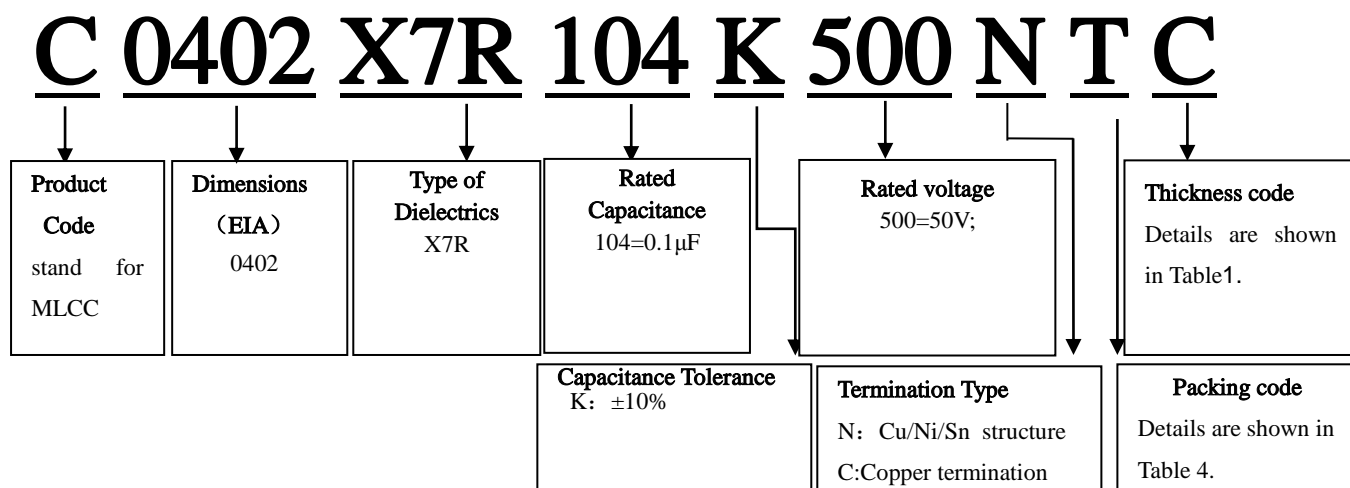 C 0402 X7R 104 K 500 N T C
Product
Code
stand for
MLCC
Dimensions
（EIA）
0402
Type of
Dielectrics
X7R
Rated
Capacitance
104=0.1μF
Rated voltage
500=50V;
Thickness code
Details are shown
in Table1.
Capacitance Tolerance
K： ±10%
Termination Type
N： Cu/Ni/Sn structure
C:Copper termination
Packing code
Details are shown in
Table 4.